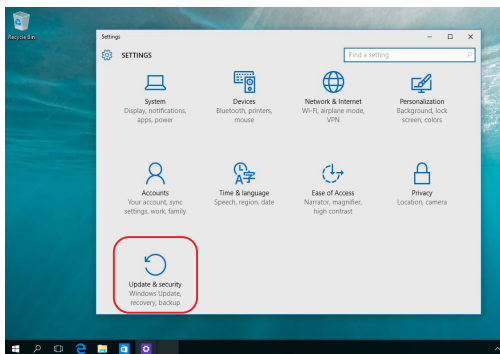 Recycle Bin
Settings
SETTINGS
Find a setting
System
Display, notifications,
apps, power
Devices
Bluetooth, printers,
mouse
Network & Internet
Wi-Fi, airplane mode,
VPN
Personalization
Background, lock
screen, colors
Accounts
Your account, sync
settings, work, family
Time & language
Speech, region, date
Ease of Access
Narrator, magnifier,
high contrast
Privacy
Location, camera
Update & security
Windows Update,
recovery, backup